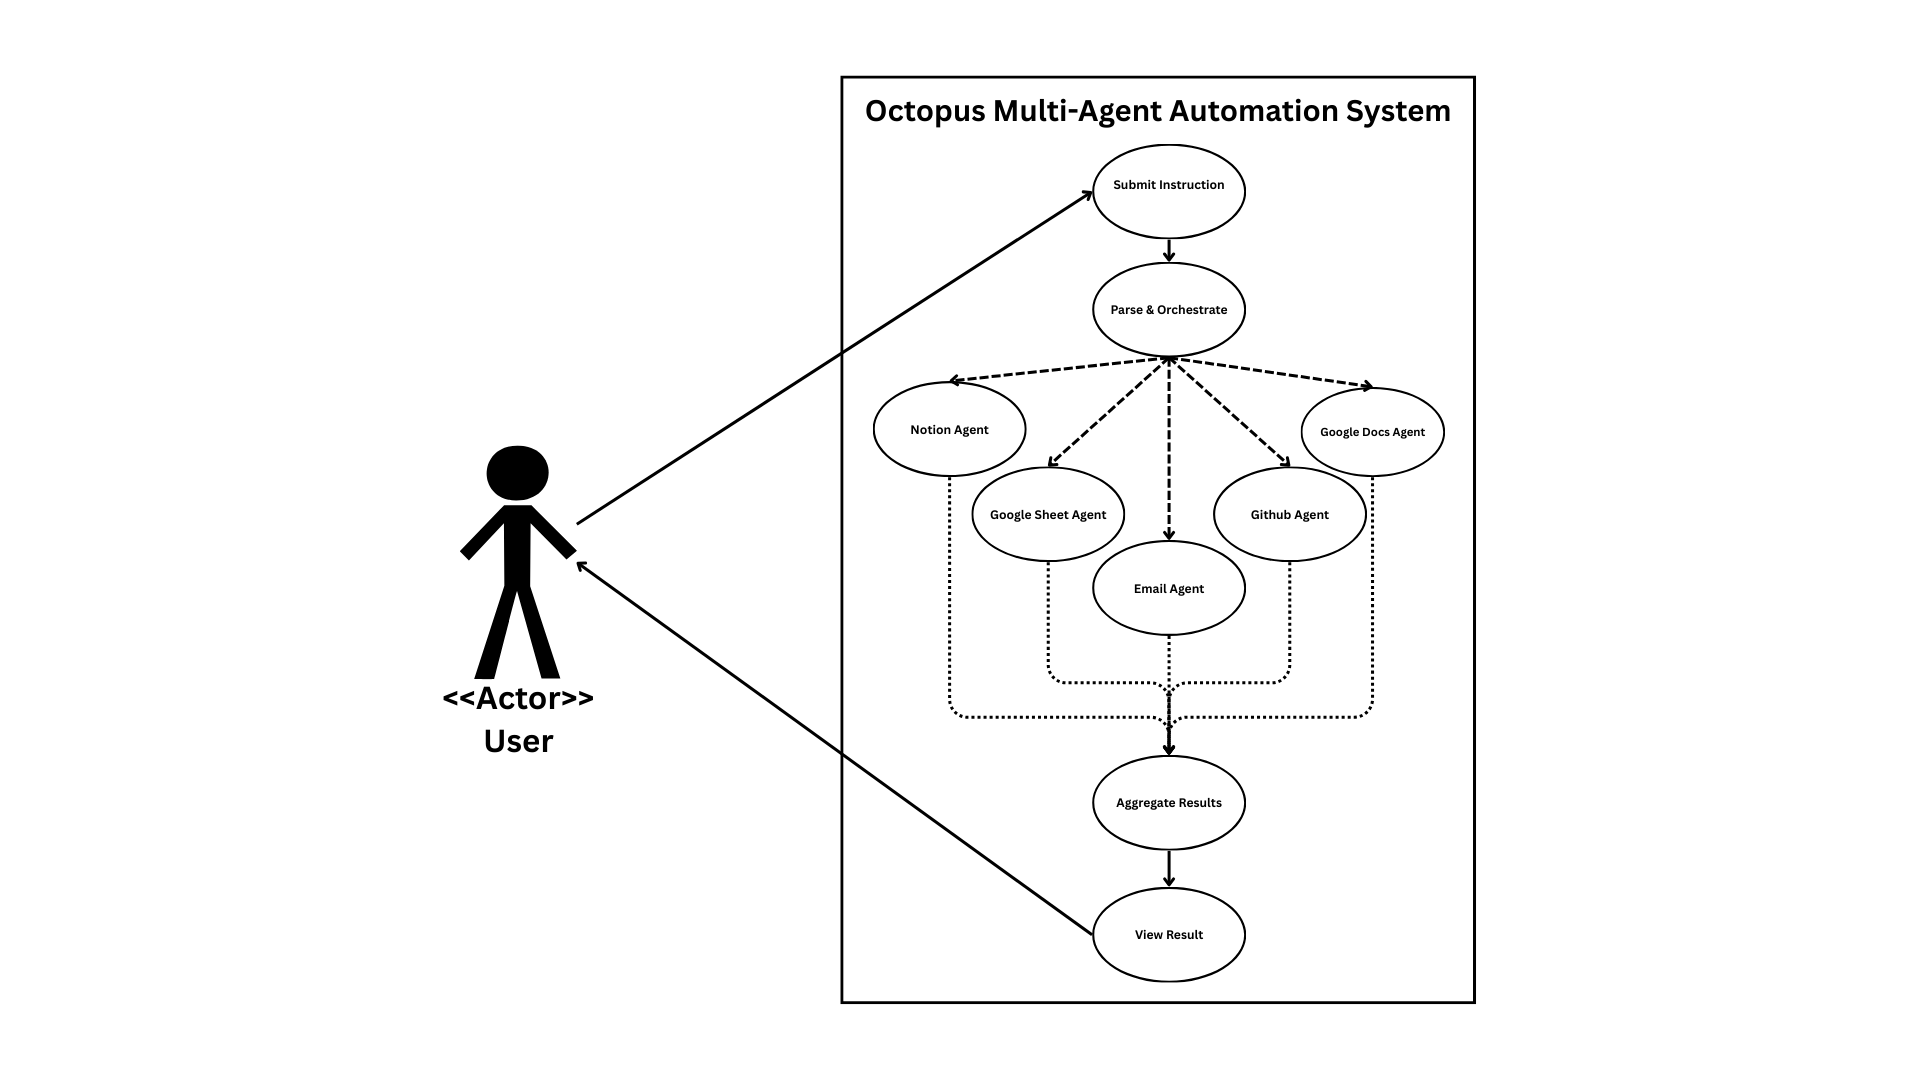 Octopus Multi-Agent Automation System
Submit Instruction
Parse & Orchestrate
Notion Agent
Google Docs Agent
Google Sheet Agent
Github Agent
Email Agent
<<Actor>>
User
Aggregate Results
View Result